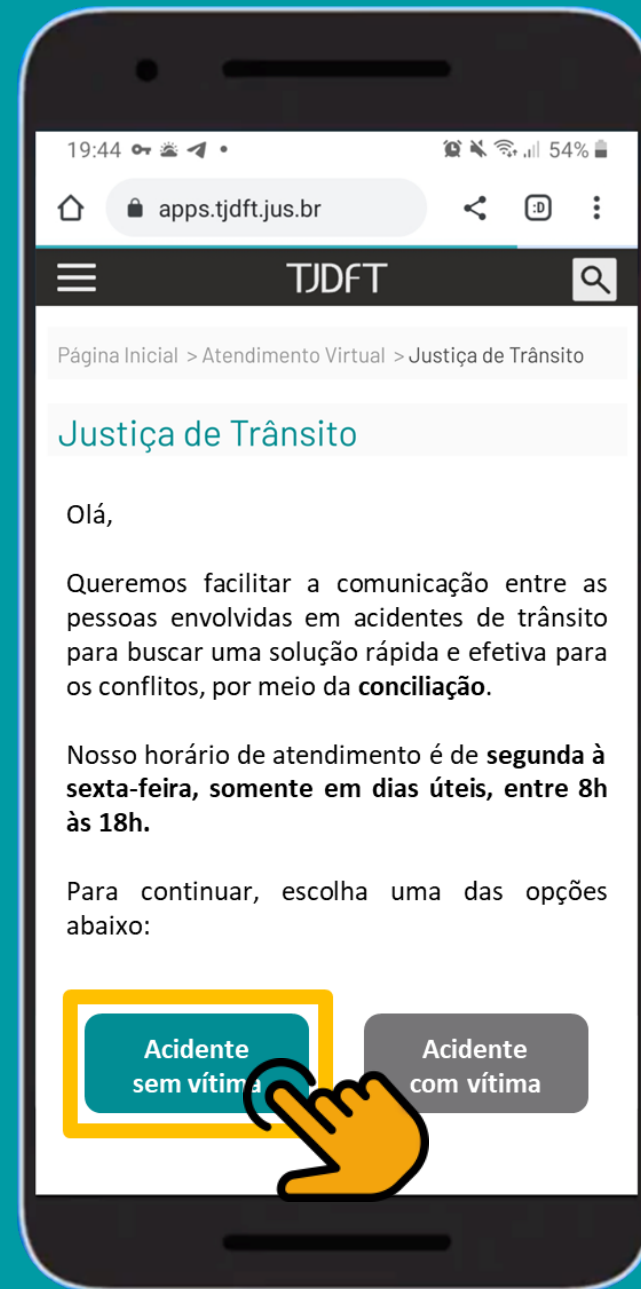 19:44
54%
apps.tjdft.jus.br
:D
TJDFT
Página Inicial > Atendimento Virtual > Justiça de Trânsito
Justiça de Trânsito
Olá,
Queremos facilitar a comunicação entre as
pessoas envolvidas em acidentes de trânsito
para buscar uma solução rápida e efetiva para
os conflitos, por meio da conciliação.
Nosso horário de atendimento é de segunda à
sexta-feira, somente em dias úteis, entre 8h
às 18h.
Para continuar, escolha uma das opções
abaixo:
Acidente
sem vítima
Acidente
com vítima